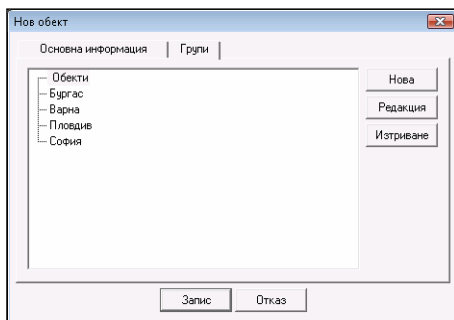 Нов обект
Основна информация
Групи
Обекти
Бургас
Варна
Пловдив
София
Нова
Редакция
Изтриване
Запис
Отказ